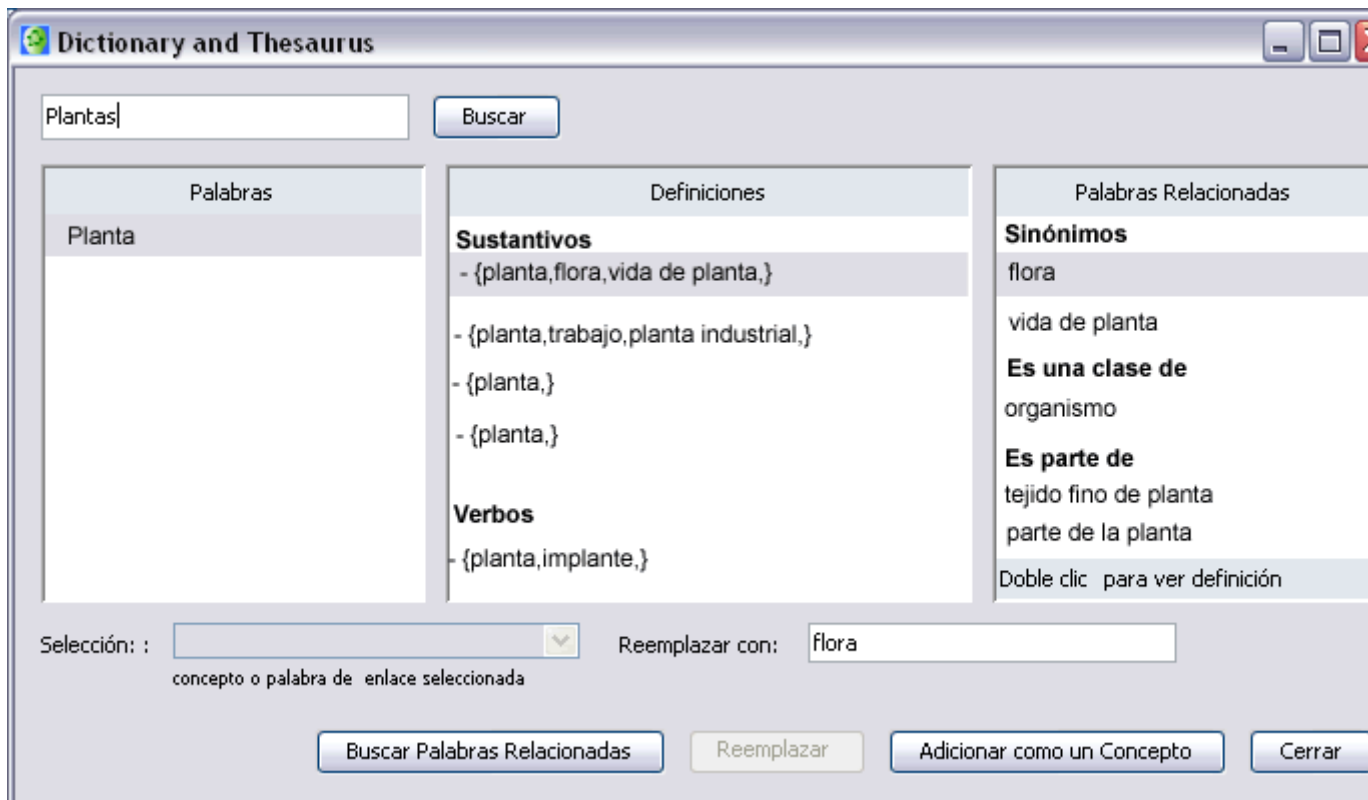 Dictionary and Thesaurus
Plantas
Buscar
Palabras
Planta
Definiciones
Sustantivos
- {planta,flora,vida de planta,}
- {planta,trabajo,planta industrial,}
- {planta,}
- {planta,}
Verbos
- {planta,implante,}
Palabras Relacionadas
Sinónimos
flora
vida de planta
Es una clase de
organismo
Es parte de
tejido fino de planta
parte de la planta
Doble clic para ver definición
Selección: :
concepto o palabra de enlace seleccionada
Reemplazar con:
flora
Buscar Palabras Relacionadas
Reemplazar
Adicionar como un Concepto
Cerrar